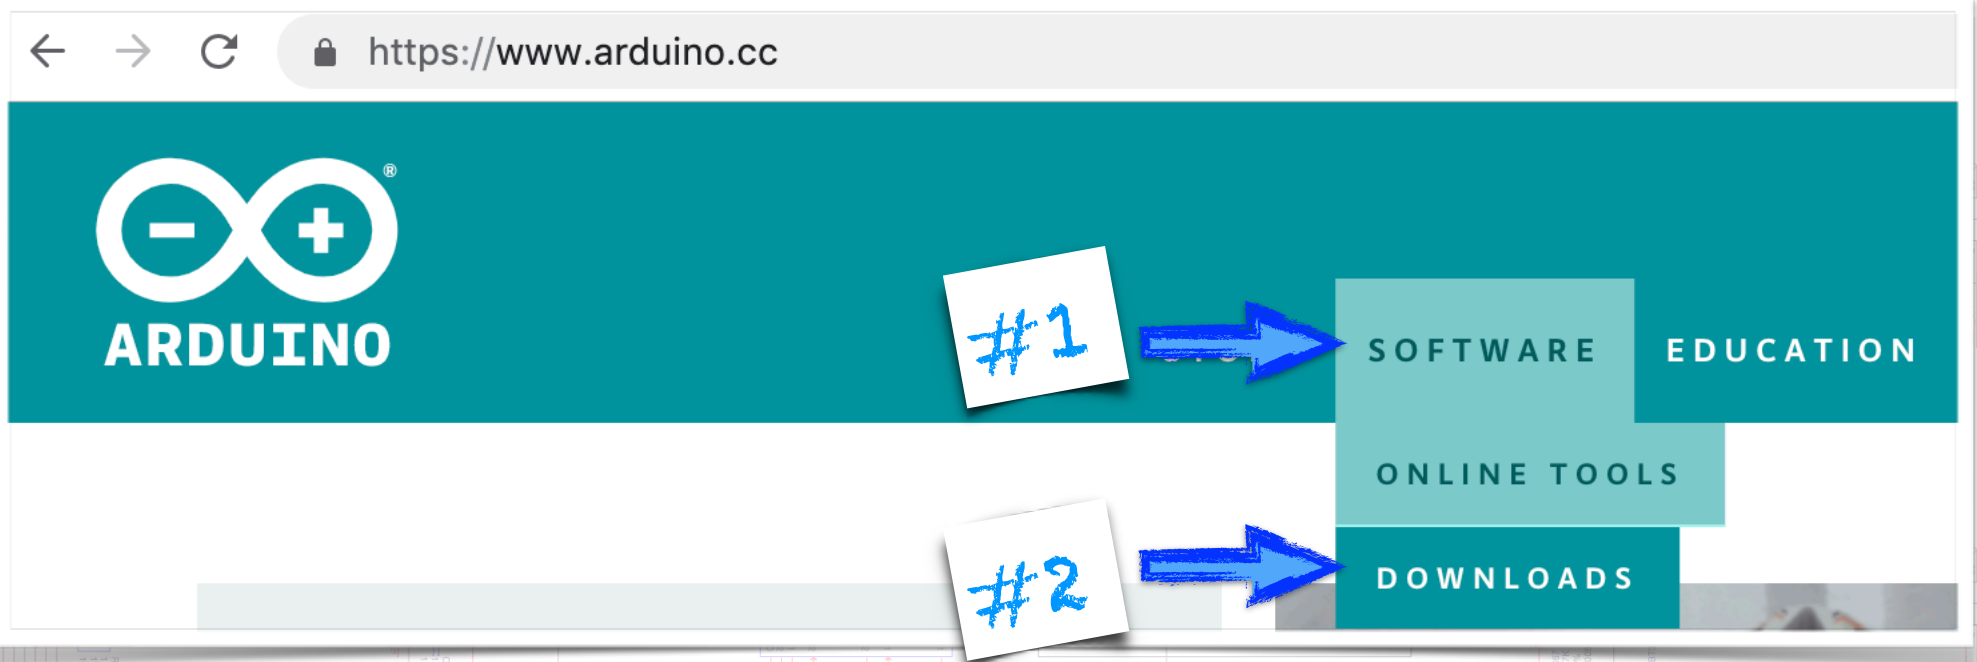 https://www.arduino.cc
®
ARDUINO
#1
SOFTWARE
EDUCATION
ONLINE TOOLS
#2
DOWNLOADS